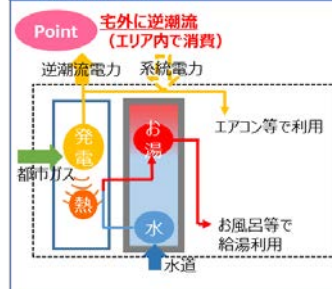 Point
宅外に逆潮流
（エリア内で消費）
逆潮流電力
系統電力
発電
お湯
エアコン等で利用
都市ガス
熱
水
お風呂等で
給湯利用
水道